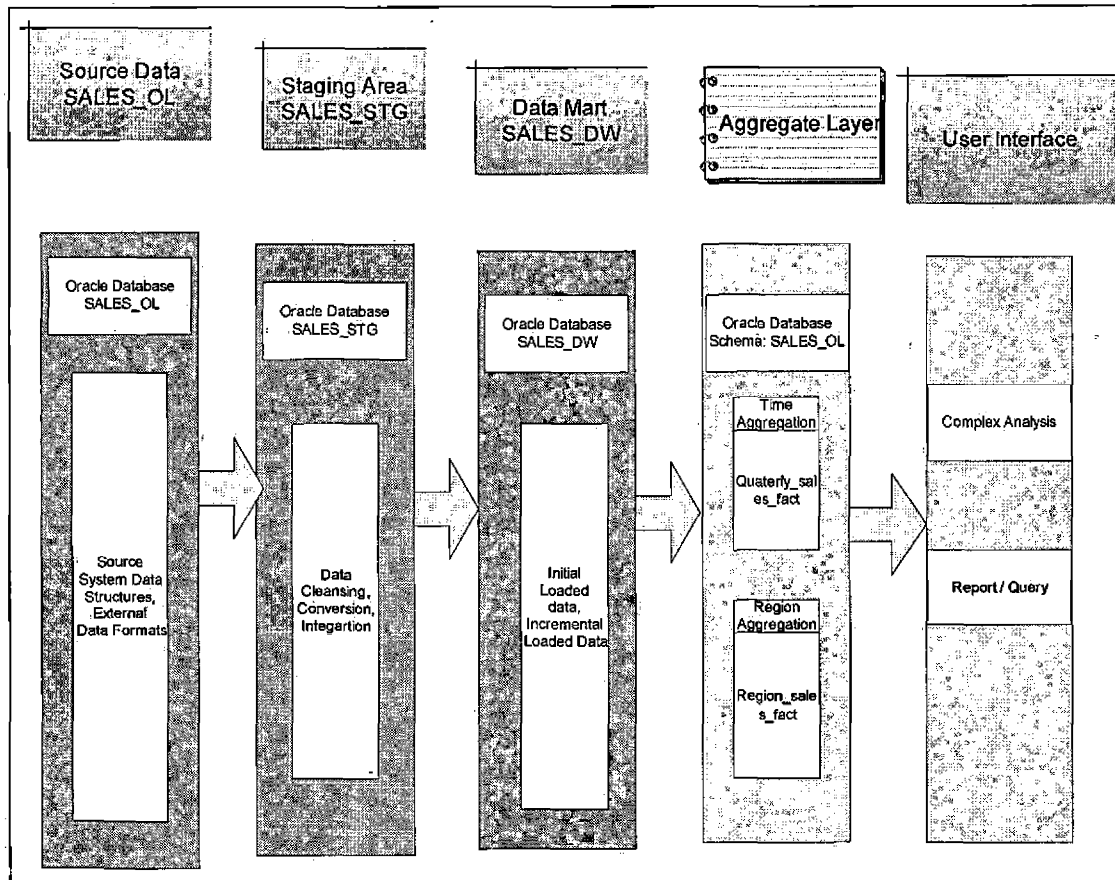 Source Data
SALES_OL
Staging Area
SALES_STG
Data Mart
SALES_DW
Aggregate Layer
User Interface
Oracle Database
SALES_OL
Source
System Data
Structures,
External
Data Formats
Oracle Database
SALES_STG
Data
Cleansing,
Conversion,
Integartion
Oracle Database
SALES_DW
Initial
Loaded
data,
Incremental
Loaded Data
Oracle Database
Schema: SALES_OL
Time
Aggregation
Quaterly_sal
es_fact
Region
Aggregation
Region_sale
s_fact
Complex Analysis
Report / Query